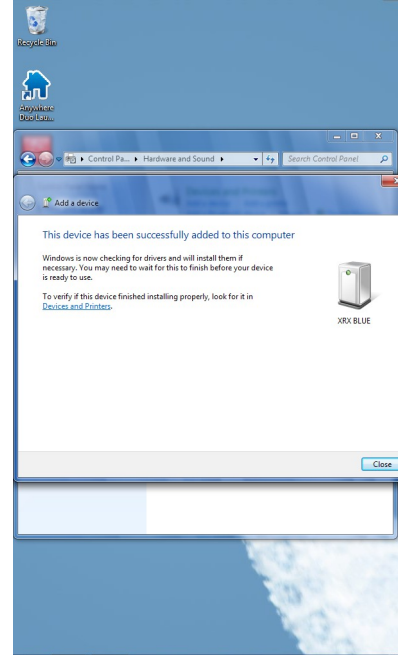 Recycle Bin
Anywhere
Duo Lau...
Control Pa... Hardware and Sound
Search Control Panel
Add a device
This device has been successfully added to this computer
Windows is now checking for drivers and will install them if
necessary. You may need to wait for this to finish before your device
is ready to use.
To verify if this device finished installing properly, look for it in
Devices and Printers.
XRX BLUE
Close